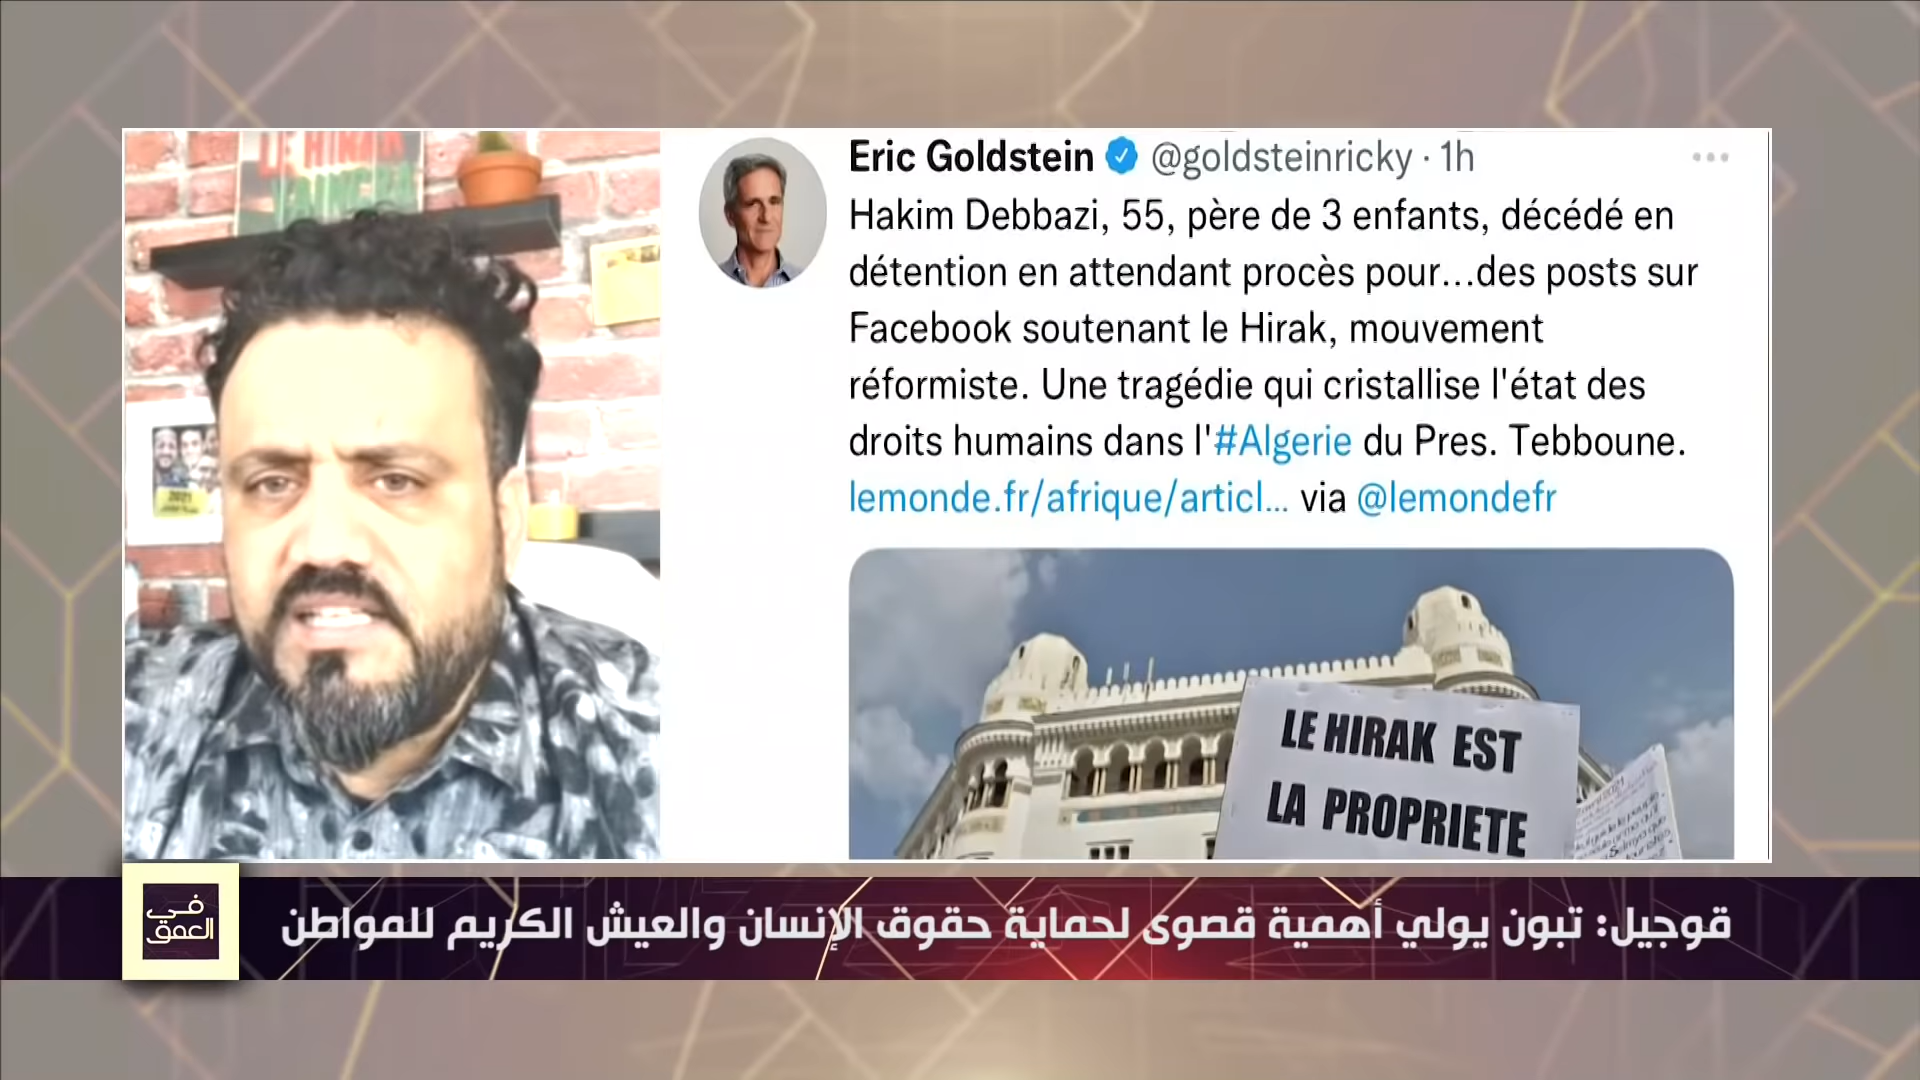 LE HIRAK
VAINCRA
2021
Eric Goldstein @goldsteinricky · 1h
Hakim Debbazi, 55, père de 3 enfants, décédé en
détention en attendant procès pour...des posts sur
Facebook soutenant le Hirak, mouvement
réformiste. Une tragédie qui cristallise l'état des
droits humains dans l'#Algerie du Pres. Tebboune.
lemonde.fr/afrique/articl... via @lemondefr
LE HIRAK EST
LA PROPRIETE
في
العمق
قوجيل: تبون يولي أهمية قصوى لحماية حقوق الإنسان والعيش الكريم للمواطن